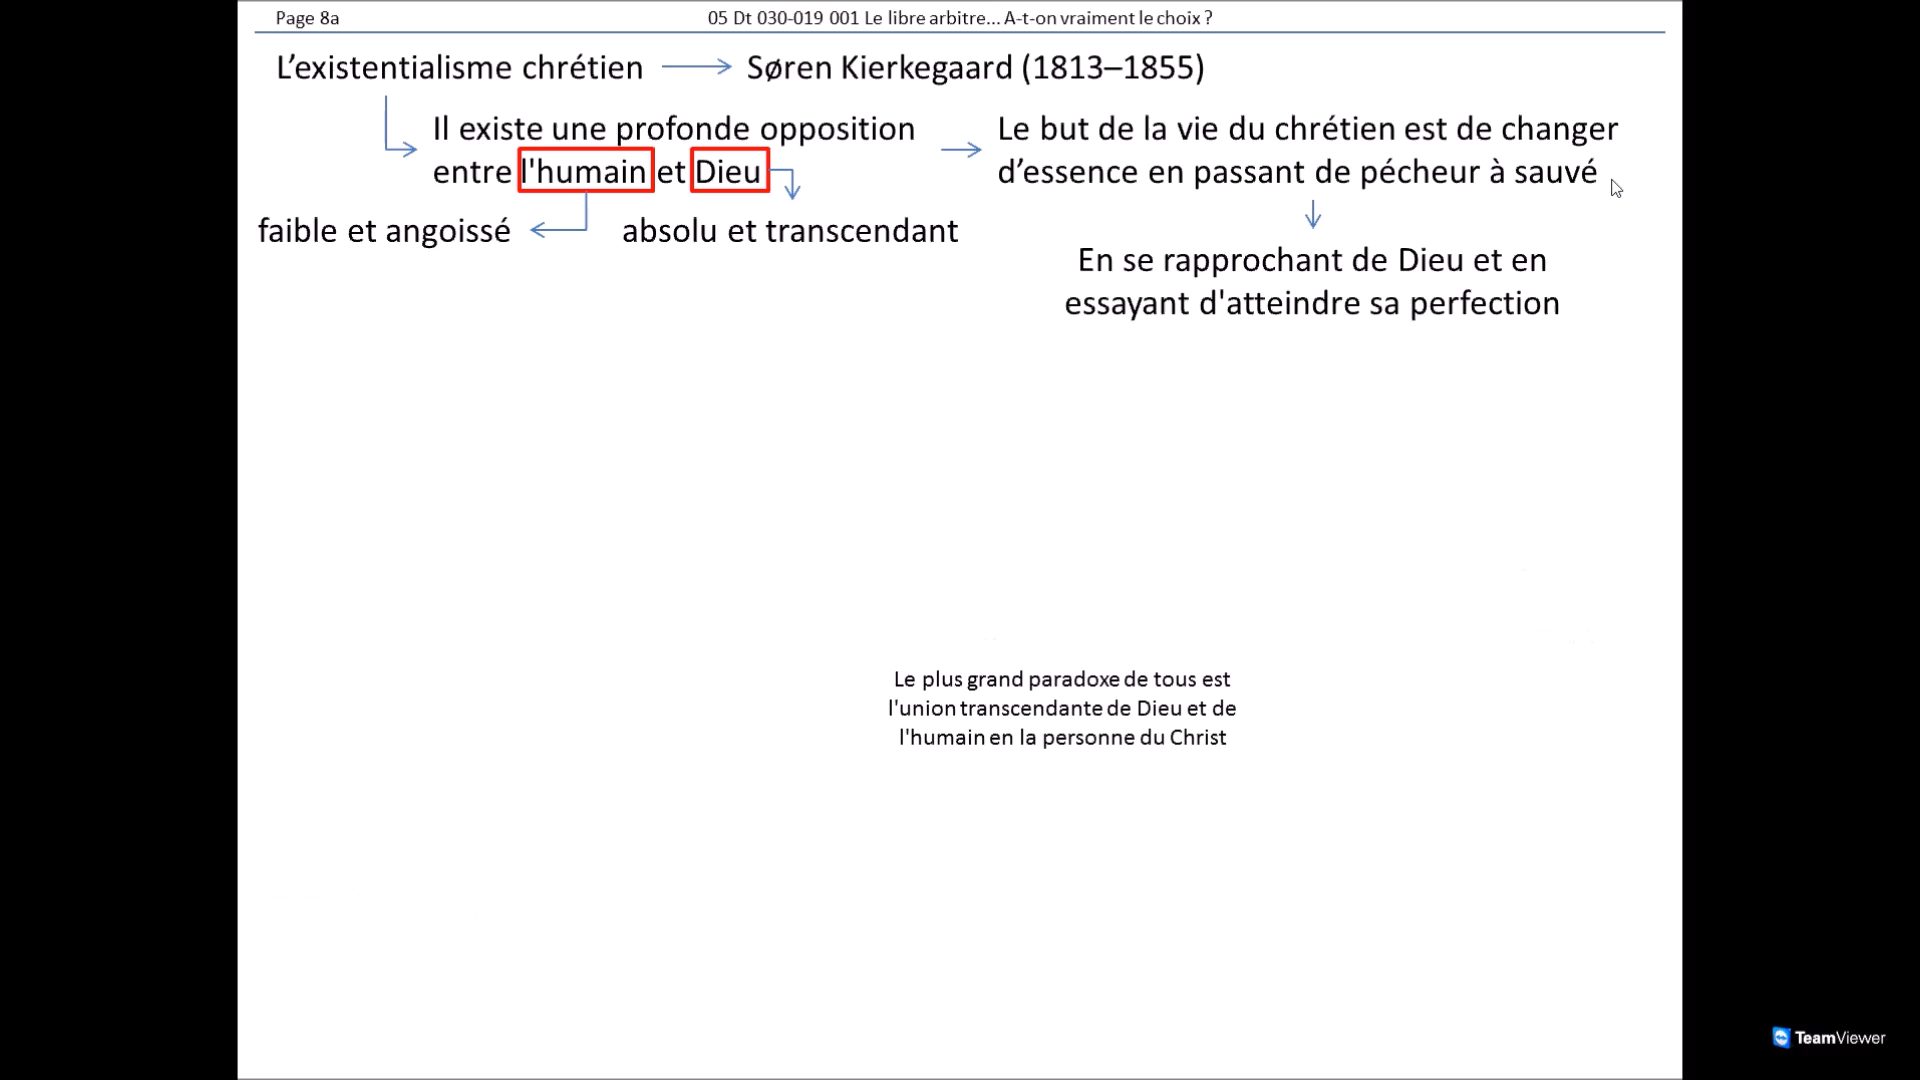 Page 8a
05 Dt 030-019 001 Le libre arbitre... A-t-on vraiment le choix ?
L’existentialisme chrétien
Søren Kierkegaard (1813–1855)
Il existe une profonde opposition
entre l'humain et Dieu
Le but de la vie du chrétien est de changer
d’essence en passant de pécheur à sauvé
faible et angoissé
absolu et transcendant
En se rapprochant de Dieu et en
essayant d'atteindre sa perfection
Le plus grand paradoxe de tous est
l'union transcendante de Dieu et de
l'humain en la personne du Christ
TeamViewer